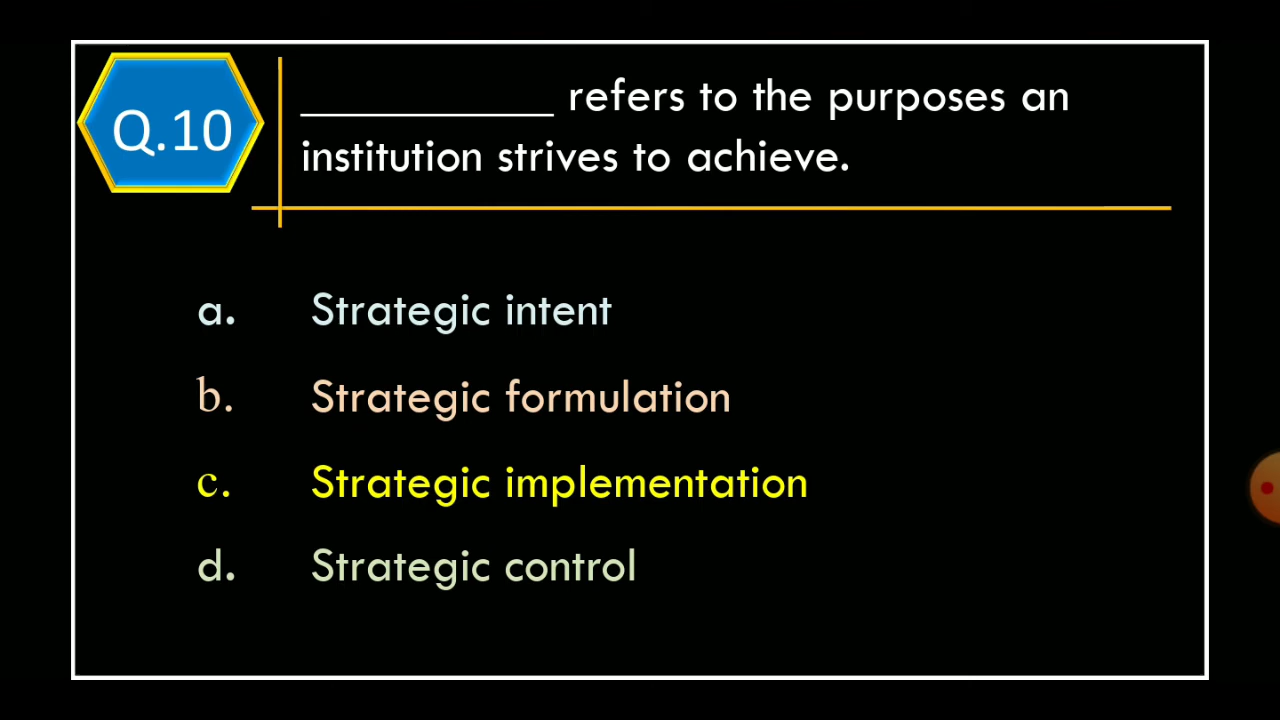 Q.10
____________ refers to the purposes an
institution strives to achieve.
a. Strategic intent
b. Strategic formulation
c. Strategic implementation
d. Strategic control